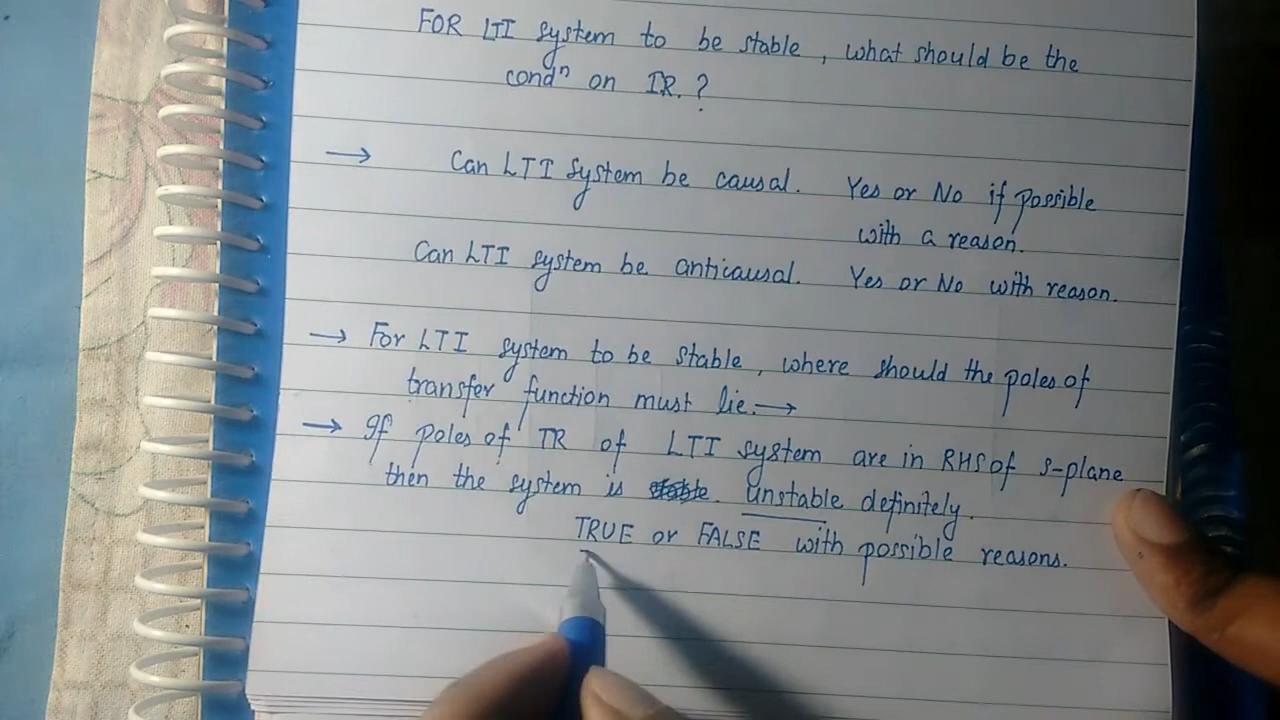 FOR LTI system to be stable, what should be the
condⁿ on IR.?
→ Can LTI system be causal. Yes or No if possible
with a reason.
Can LTI system be anticausal. Yes or No with reason.
→ For LTI system to be stable, where should the poles of
transfer function must lie.→
→ If poles of TR of LTI system are in RHS of s-plane
then the system is stable. Unstable definitely.
TRUE or FALSE with possible reasons.